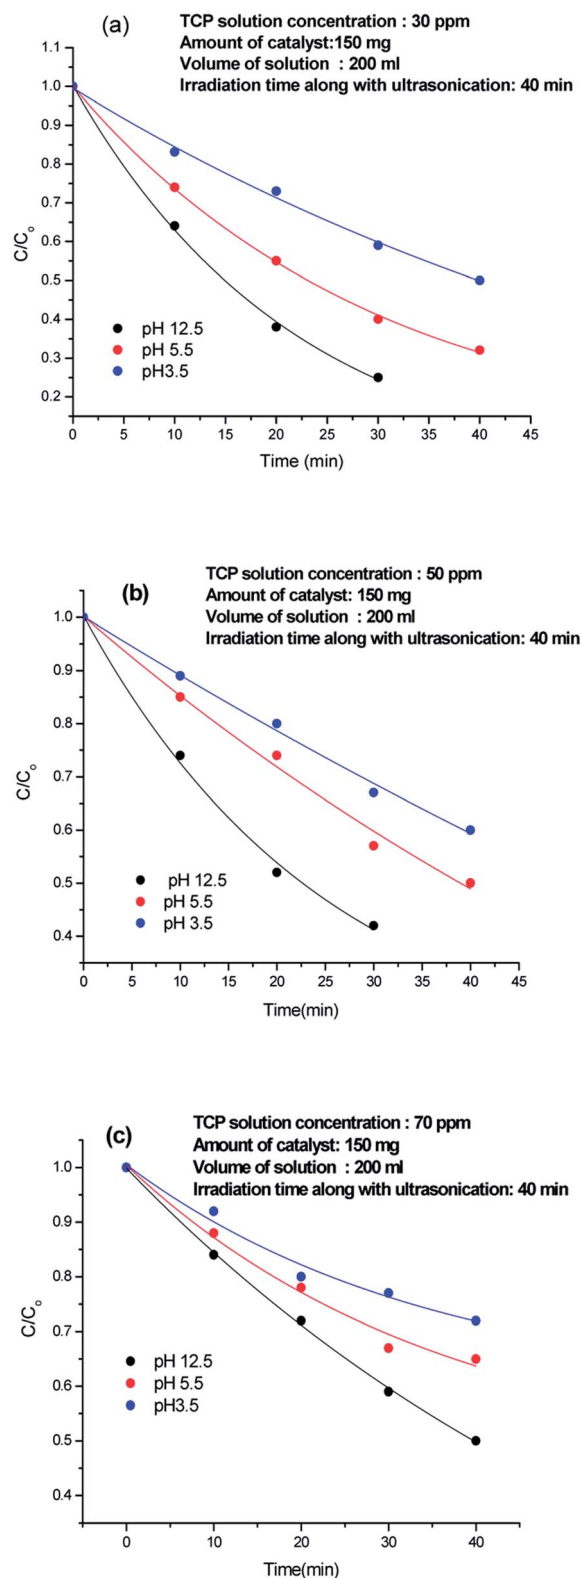 (a)
TCP solution concentration : 30 ppm
Amount of catalyst:150 mg
Volume of solution : 200 ml
Irradiation time along with ultrasonication: 40 min
1.1
1.0
0.9
0.8
0.7
0.6
0.5
0.4
0.3
0.2
C/Co
pH 12.5
pH 5.5
pH3.5
0 5 10 15 20 25 30 35 40 45
Time (min)
(b)
TCP solution concentration : 50 ppm
Amount of catalyst: 150 mg
Volume of solution : 200 ml
Irradiation time along with ultrasonication: 40 min
1.0
0.9
0.8
0.7
0.6
0.5
0.4
C/Co
pH 12.5
pH 5.5
pH 3.5
0 5 10 15 20 25 30 35 40 45
Time(min)
(c)
TCP solution concentration : 70 ppm
Amount of catalyst: 150 mg
Volume of solution : 200 ml
Irradiation time along with ultrasonication: 40 min
1.0
0.9
0.8
0.7
0.6
0.5
0.4
C/Co
pH 12.5
pH 5.5
pH3.5
0 10 20 30 40
Time(min)